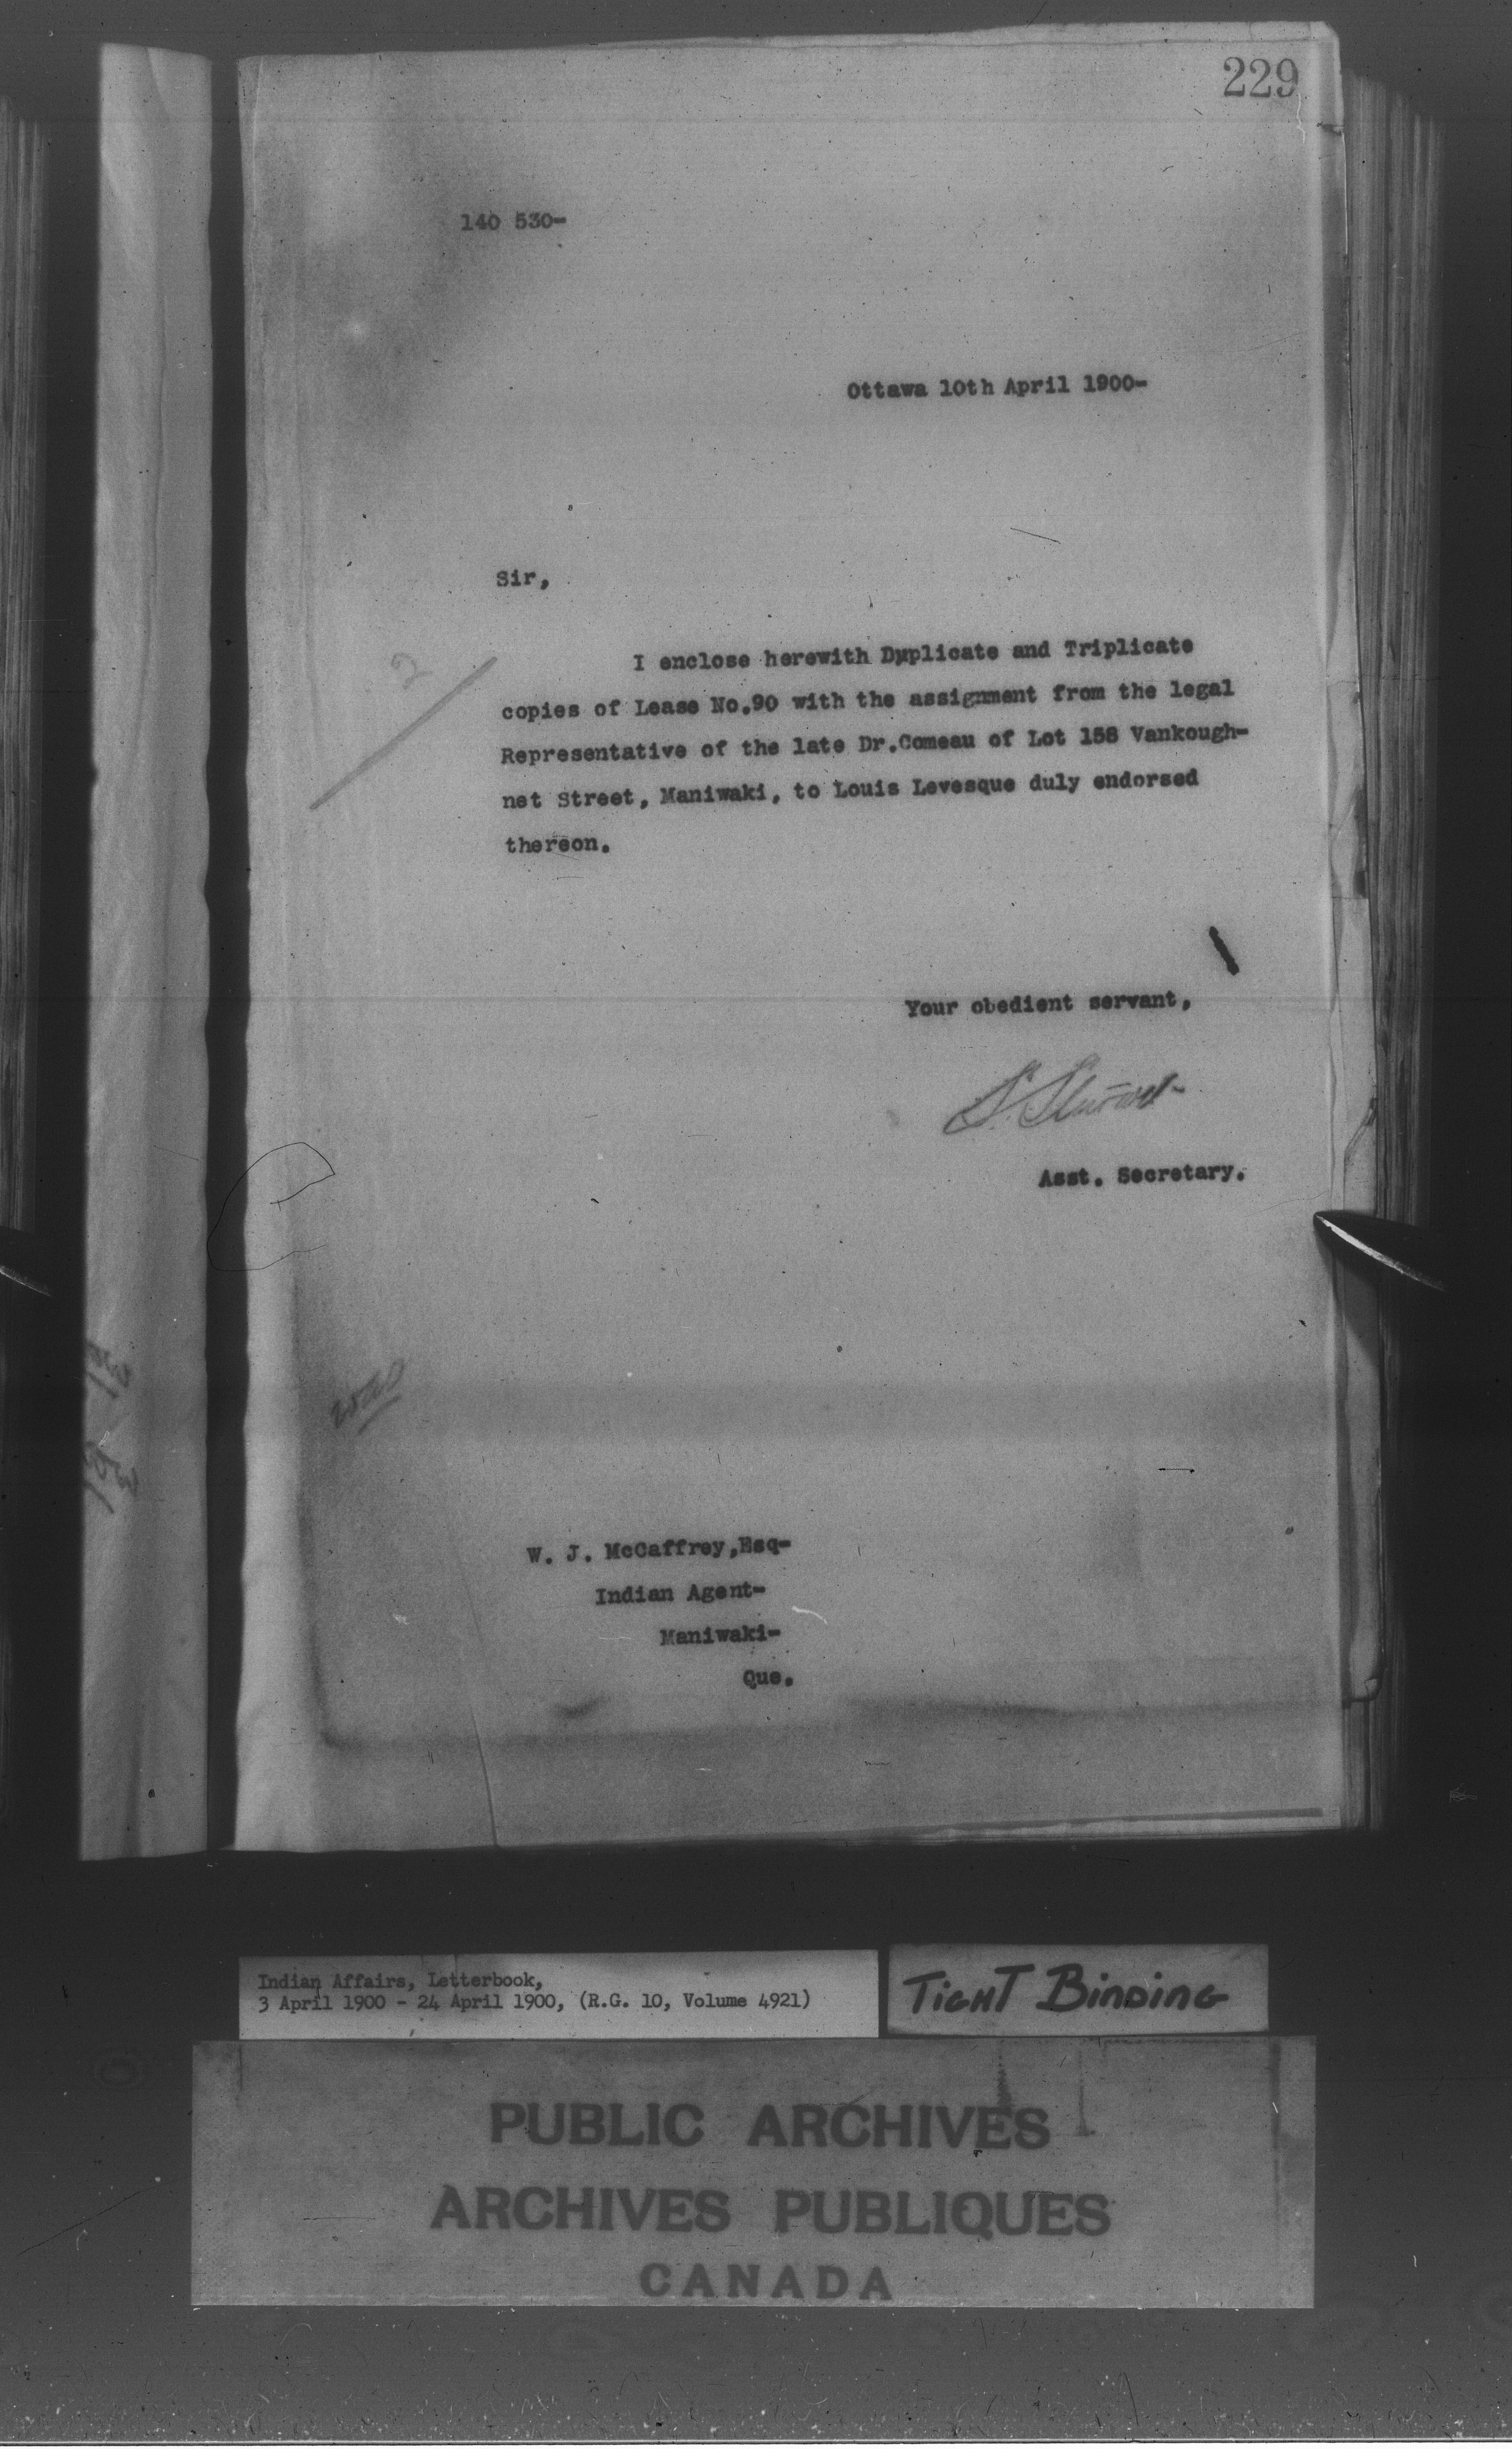 229
140 530-
Ottawa 10th April 1900-
Sir,
I enclose herewith Duplicate and Triplicate
copies of Lease No.90 with the assignment from the legal
Representative of the late Dr.Comeau of Lot 158 Vankough-
net Street, Maniwaki, to Louis Levesque duly endorsed
thereon.
Your obedient servant,
S. Stewart
Asst. Secretary.
W. J. McCaffrey,Esq-
Indian Agent-
Maniwaki-
Que.
Indian Affairs, Letterbook,
3 April 1900 - 24 April 1900, (R.G. 10, Volume 4921)
TIGHT BINDING
PUBLIC ARCHIVES
ARCHIVES PUBLIQUES
CANADA